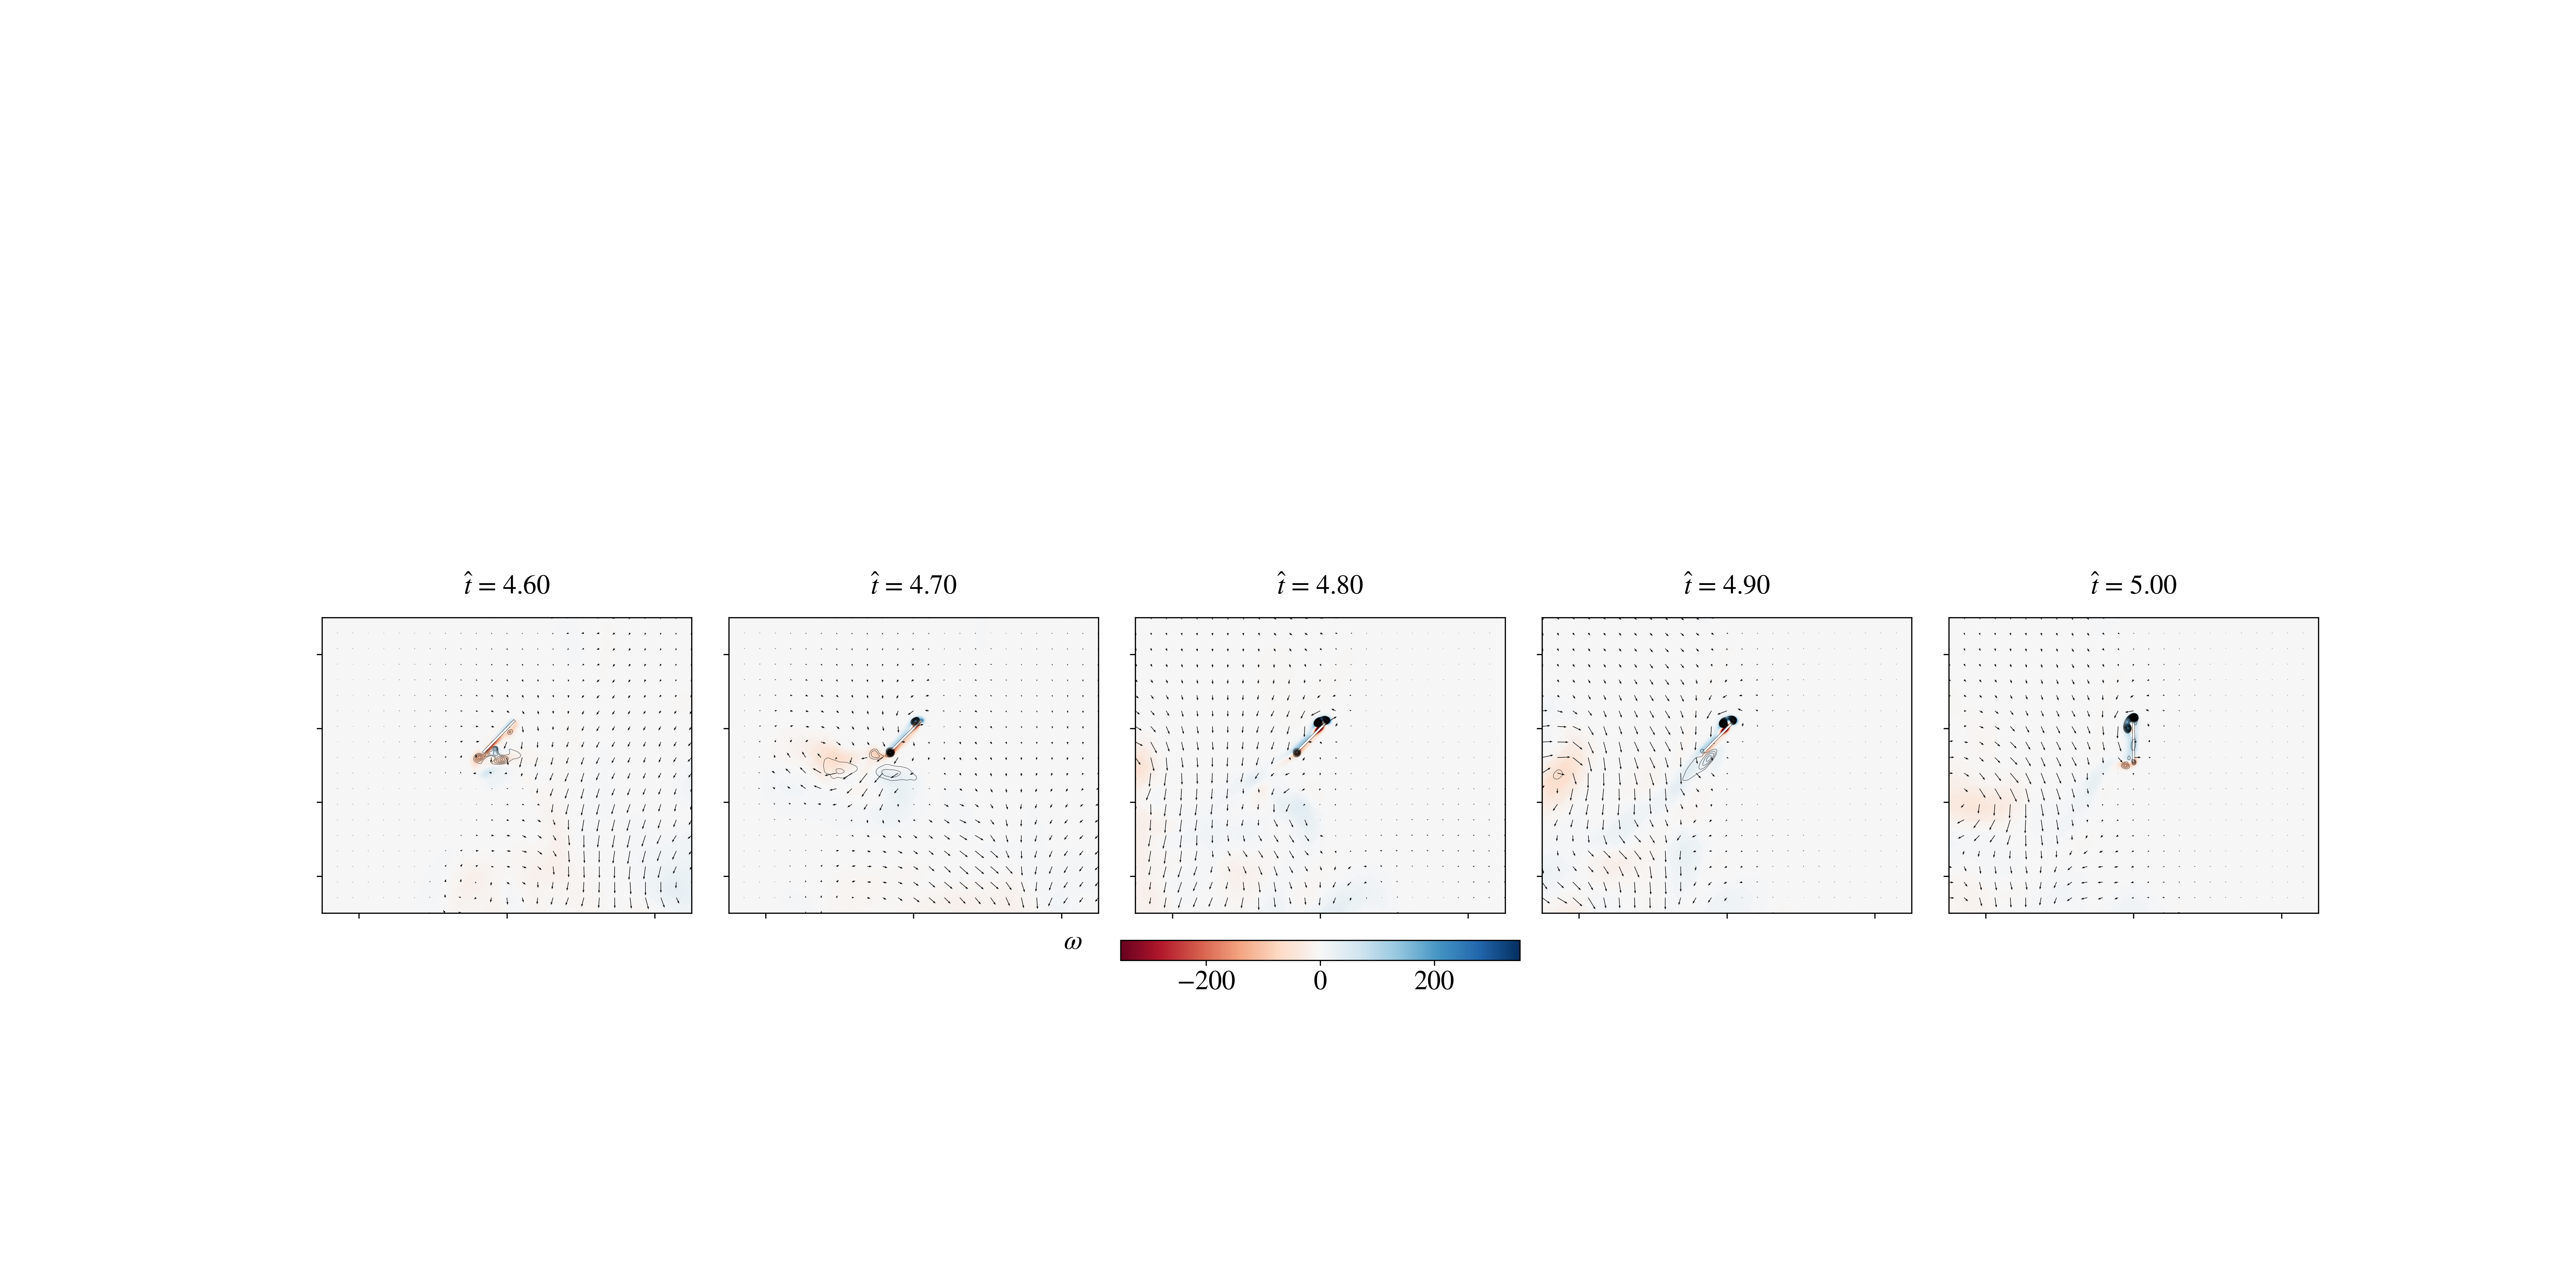 t̂ = 4.60 t̂ = 4.70 t̂ = 4.80 t̂ = 4.90 t̂ = 5.00
ω
−200 0 200